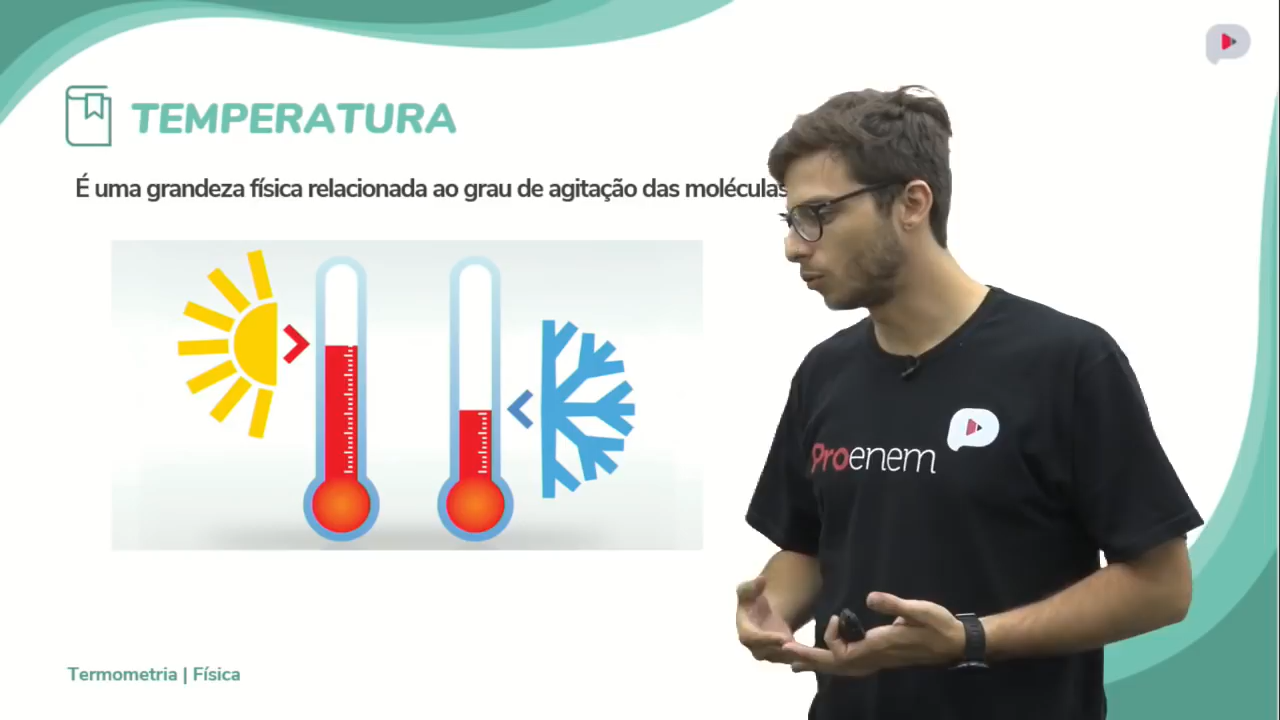 TEMPERATURA
É uma grandeza física relacionada ao grau de agitação das moléculas
Proenem
Termometria | Física